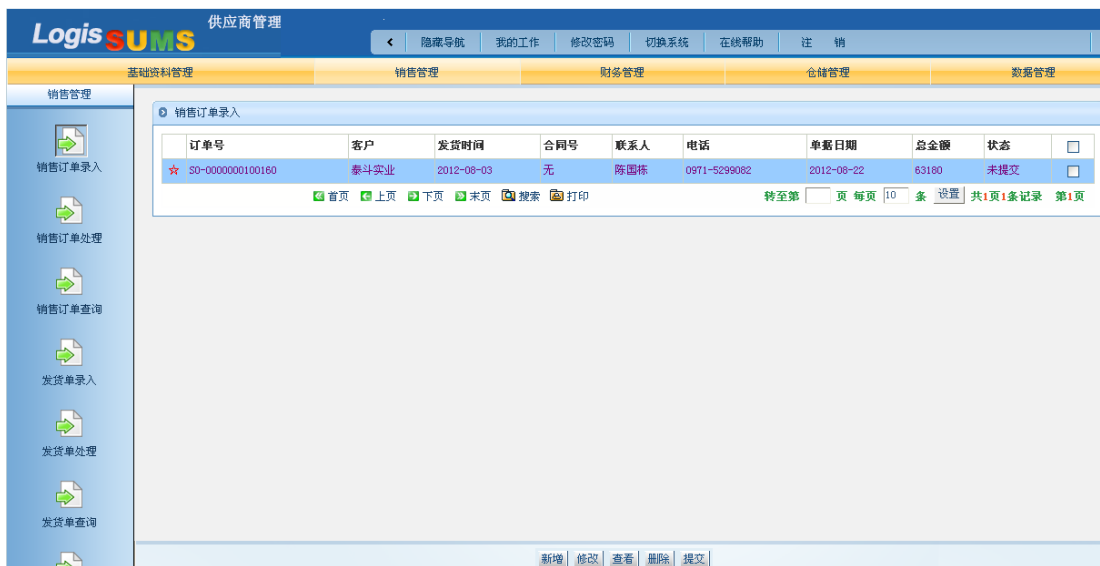 供应商管理
Logis SUMS
隐藏导航 我的工作 修改密码 切换系统 在线帮助 注 销
基础资料管理 销售管理 财务管理 仓储管理 数据管理
销售管理
销售订单录入
订单号 客户 发货时间 合同号 联系人 电话 单据日期 总金额 状态
SO-0000000100160 泰斗实业 2012-08-03 无 陈国栋 0971-5299082 2012-08-22 63180 未提交
首页 上页 下页 末页 搜索 打印 转至第 页 每页 10 条 设置 共1页1条记录 第1页
销售订单录入
销售订单处理
销售订单查询
发货单录入
发货单处理
发货单查询
新增 修改 查看 删除 提交